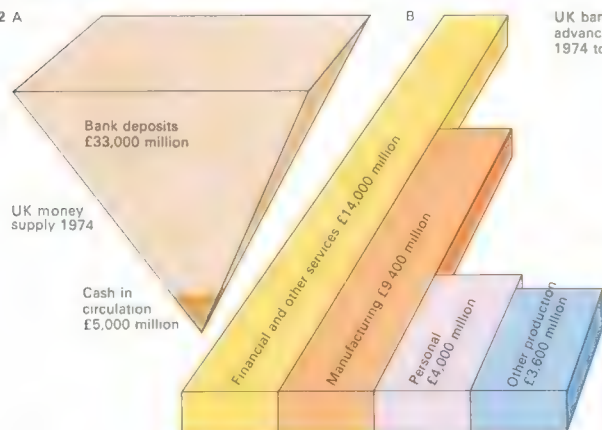 2 A
Bank deposits
£33,000 million
UK money
supply 1974
Cash in
circulation
£5,000 million
B
Financial and other services £14,000 million
Manufacturing £9,400 million
Personal
£4,000 million
Other production
£3,600 million
UK ban
advanc
1974 to